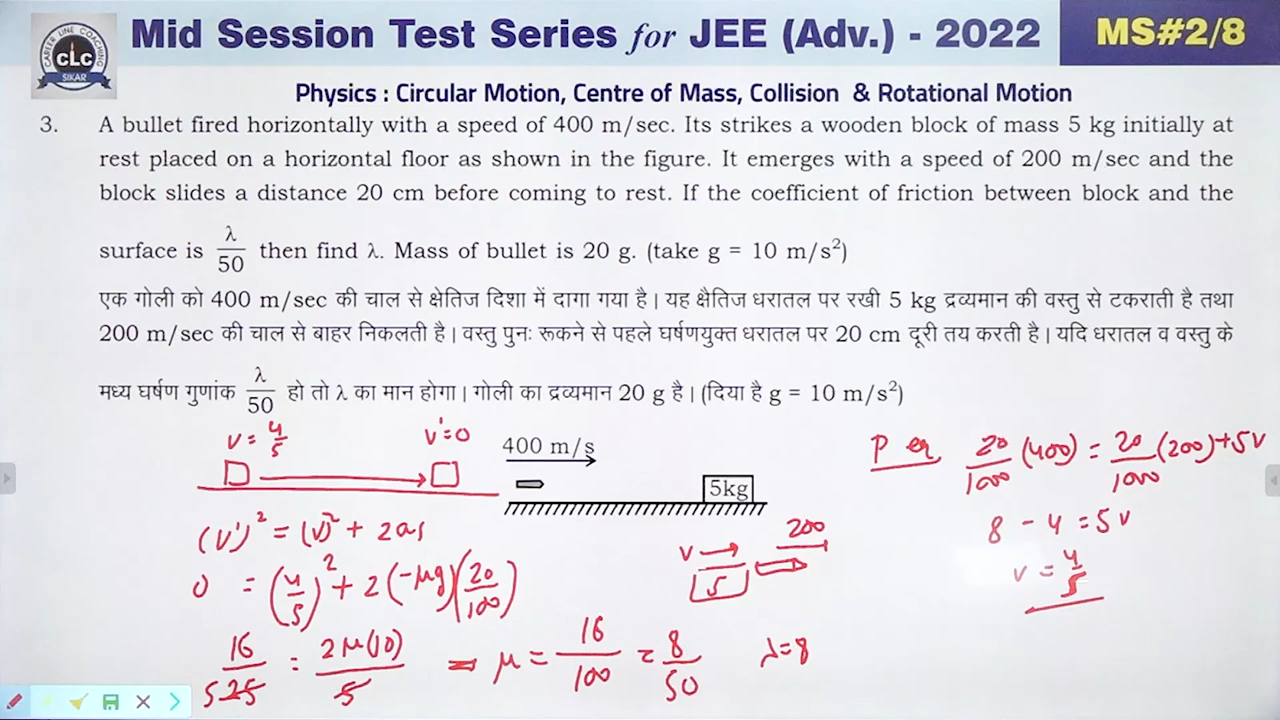 CAREER LINE COACHING
CLC
SIKAR
Mid Session Test Series for JEE (Adv.) - 2022
MS#2/8
Physics : Circular Motion, Centre of Mass, Collision & Rotational Motion
3. A bullet fired horizontally with a speed of 400 m/sec. Its strikes a wooden block of mass 5 kg initially at
rest placed on a horizontal floor as shown in the figure. It emerges with a speed of 200 m/sec and the
block slides a distance 20 cm before coming to rest. If the coefficient of friction between block and the
surface is λ/50 then find λ. Mass of bullet is 20 g. (take g = 10 m/s²)
एक गोली को 400 m/sec की चाल से क्षेतिज दिशा में दागा गया है। यह क्षैतिज धरातल पर रखी 5 kg द्रव्यमान की वस्तु से टकराती है तथा
200 m/sec की चाल से बाहर निकलती है। वस्तु पुनः रूकने से पहले घर्षणयुक्त धरातल पर 20 cm दूरी तय करती है। यदि धरातल व वस्तु के
मध्य घर्षण गुणांक λ/50 हो तो λ का मान होगा। गोली का द्रव्यमान 20 g है। (दिया है g = 10 m/s²)
v = 4/5
v'=0
400 m/s
5kg
P eq 20/1000 (400) = 20/1000 (200) + 5v
8 - 4 = 5v
v = 4/5
(v')² = (v)² + 2as
0 = (4/5)² + 2(-μg)(20/100)
v
200
5
16/525 = 2μ(10)/5 ⇒ μ = 16/100 = 8/50 λ=8